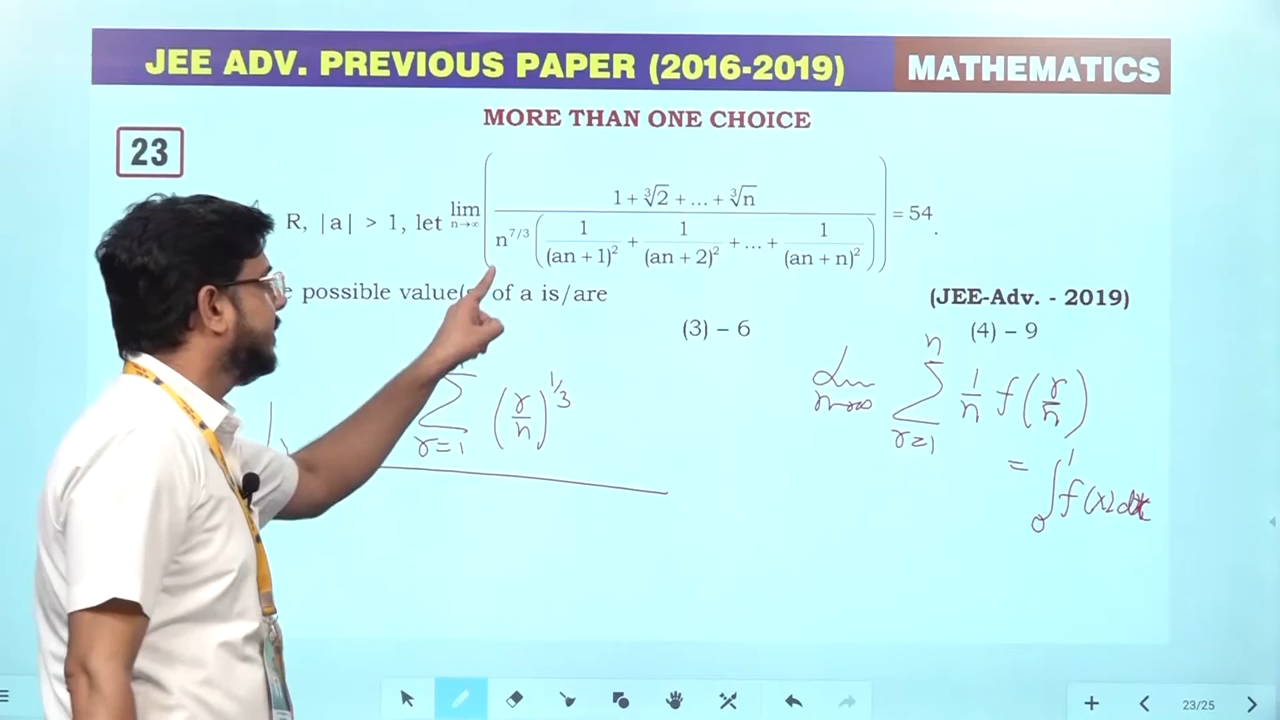 JEE ADV. PREVIOUS PAPER (2016-2019) MATHEMATICS
MORE THAN ONE CHOICE
23
R, |a| > 1, let lim n→∞ ( (1 + ∛2 + ... + ∛n) / ( n^7/3 ( 1/(an + 1)² + 1/(an + 2)² + ... + 1/(an + n)² ) ) ) = 54.
possible value( of a is/are (JEE-Adv. - 2019)
(3) – 6 (4) – 9
∑ r=1 (r/n)^1/3
Lim n→∞ ∑ r=1 n 1/n f(r/n)
= ∫ 0 1 f(x)dx
23/25